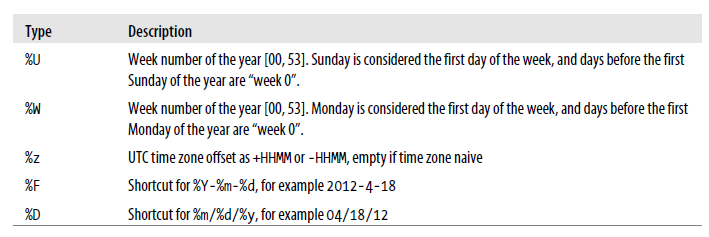 Type Description
%U Week number of the year [00, 53]. Sunday is considered the first day of the week, and days before the first
Sunday of the year are “week 0”.
%W Week number of the year [00, 53]. Monday is considered the first day of the week, and days before the first
Monday of the year are “week 0”.
%z UTC time zone offset as +HHMM or -HHMM, empty if time zone naive
%F Shortcut for %Y-%m-%d, for example 2012-4-18
%D Shortcut for %m/%d/%y, for example 04/18/12